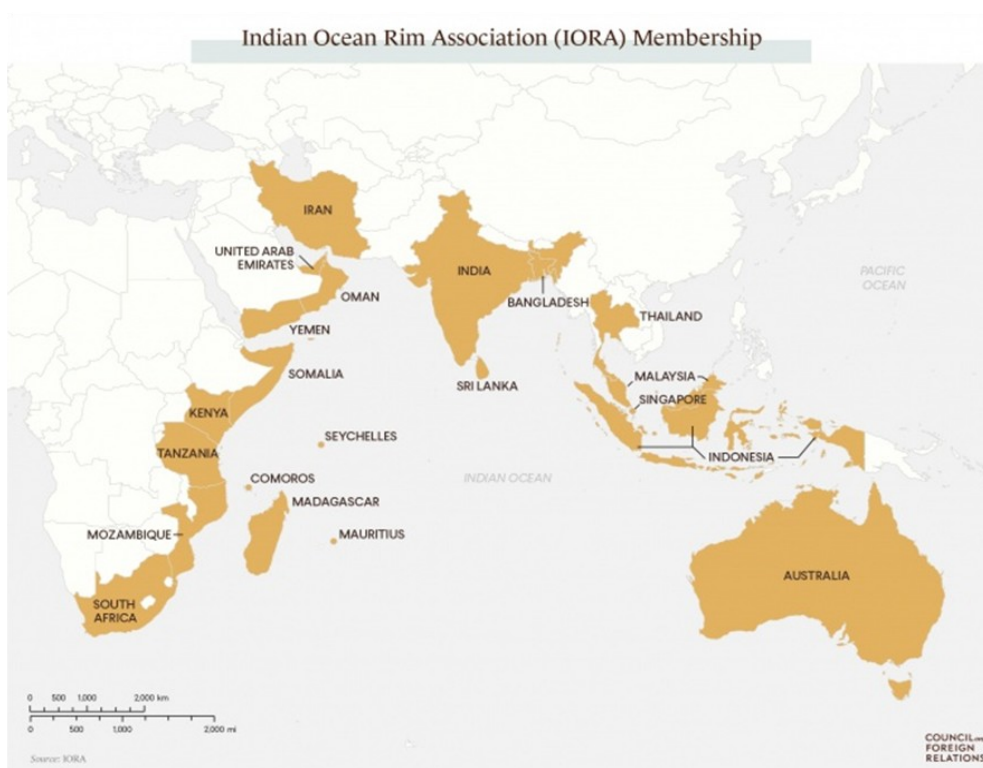 Indian Ocean Rim Association (IORA) Membership
IRAN
UNITED ARAB
EMIRATES
OMAN
YEMEN
INDIA
BANGLADESH
THAILAND
SOMALIA
SRI LANKA
MALAYSIA
SINGAPORE
KENYA
TANZANIA
SEYCHELLES
INDONESIA
COMOROS
INDIAN OCEAN
MADAGASCAR
MOZAMBIQUE
MAURITIUS
AUSTRALIA
SOUTH
AFRICA
PACIFIC
OCEAN
0 500 1,000 2,000 km
0 500 1,000 2,000 mi
Source: IORA
COUNCIL on
FOREIGN
RELATIONS